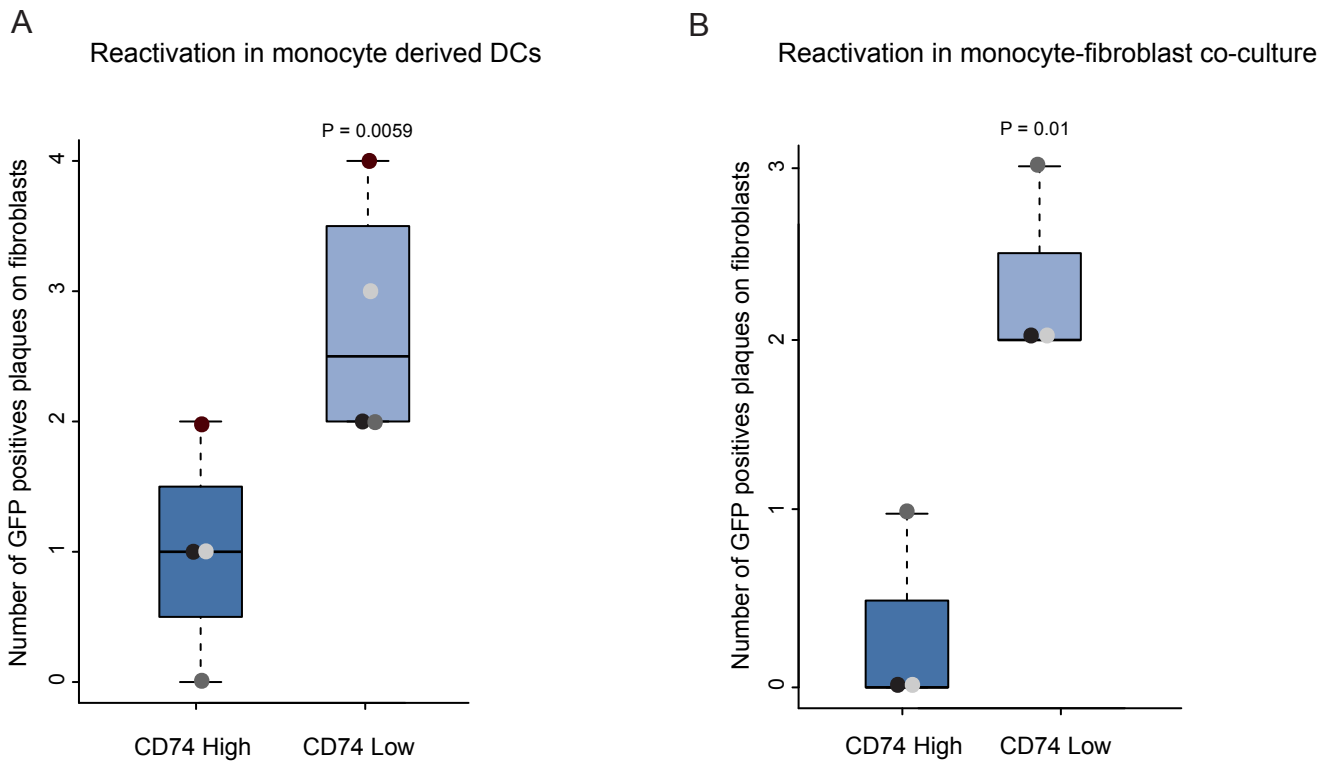 A
Reactivation in monocyte derived DCs
Number of GFP positives plaques on fibroblasts
0
1
2
3
4
P = 0.0059
CD74 High
CD74 Low
B
Reactivation in monocyte-fibroblast co-culture
Number of GFP positives plaques on fibroblasts
0
1
2
3
P = 0.01
CD74 High
CD74 Low